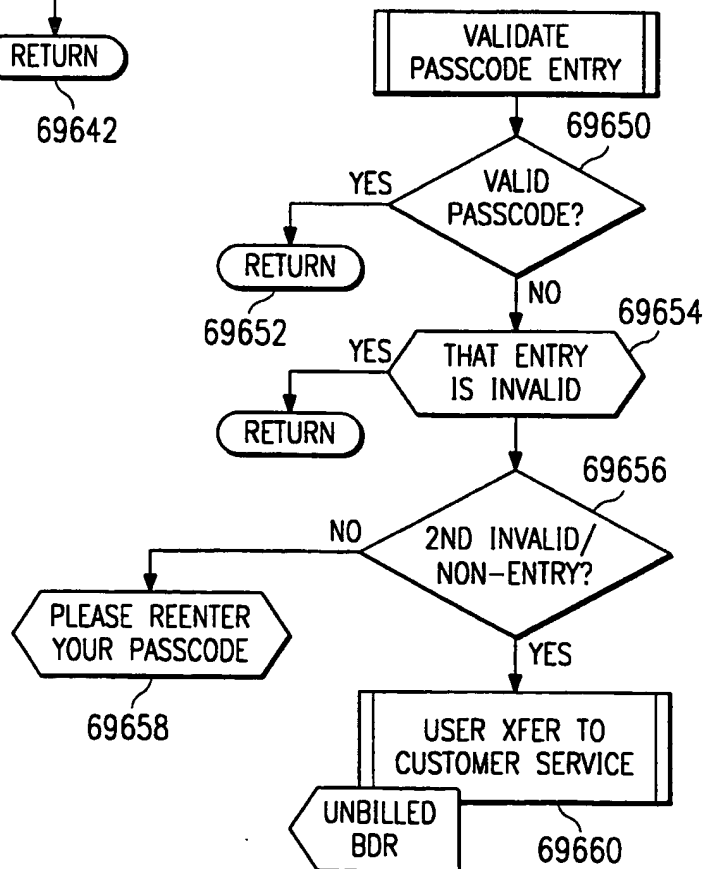 RETURN
69642
VALIDATE
PASSCODE ENTRY
69650
YES
VALID
PASSCODE?
RETURN
69652
NO
69654
YES
THAT ENTRY
IS INVALID
RETURN
69656
NO
2ND INVALID/
NON-ENTRY?
PLEASE REENTER
YOUR PASSCODE
69658
YES
USER XFER TO
CUSTOMER SERVICE
UNBILLED
BDR
69660